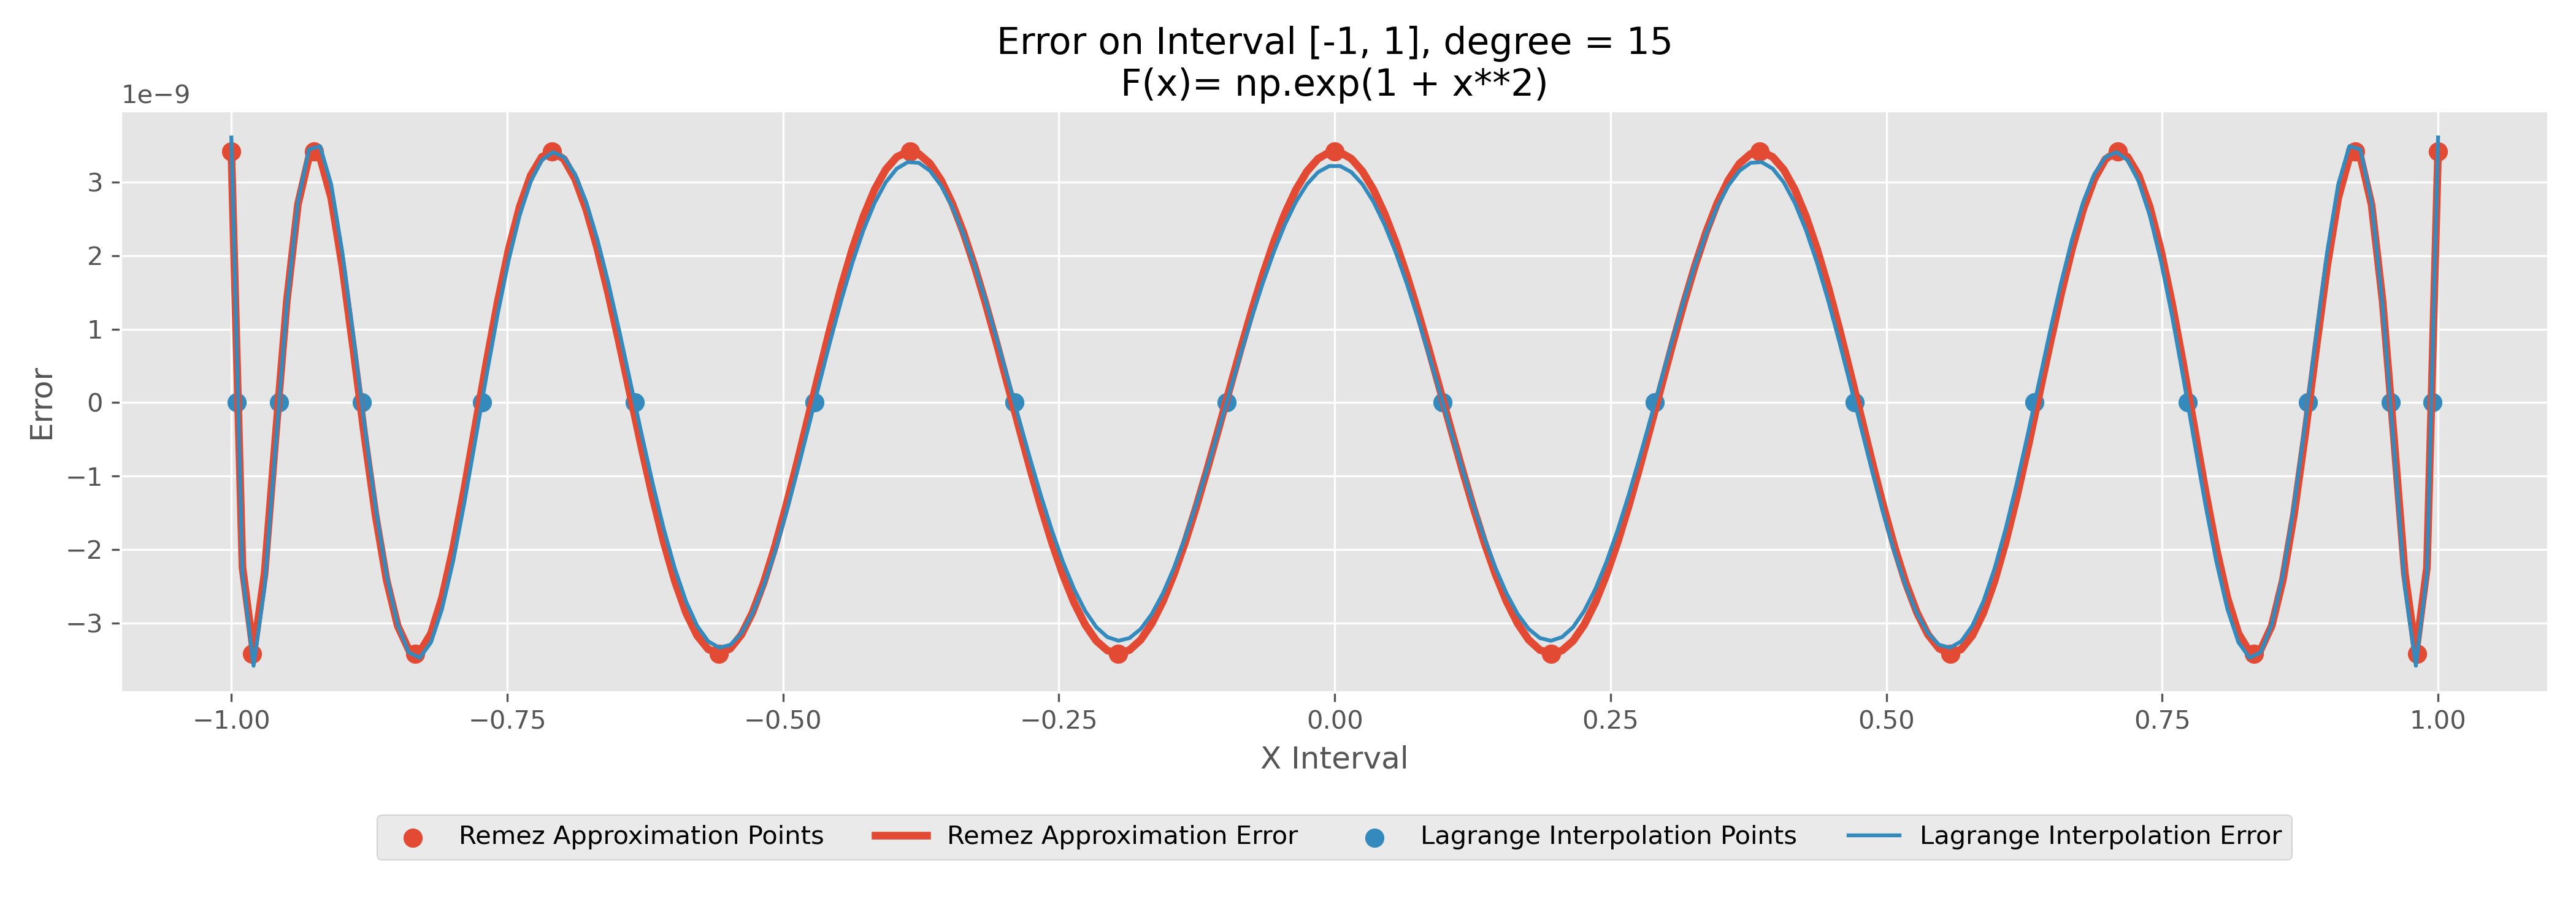 Error on Interval [-1, 1], degree = 15
F(x)= np.exp(1 + x**2)
1e−9
3
2
1
0
−1
−2
−3
Error
−1.00 −0.75 −0.50 −0.25 0.00 0.25 0.50 0.75 1.00
X Interval
Remez Approximation Points Remez Approximation Error Lagrange Interpolation Points Lagrange Interpolation Error